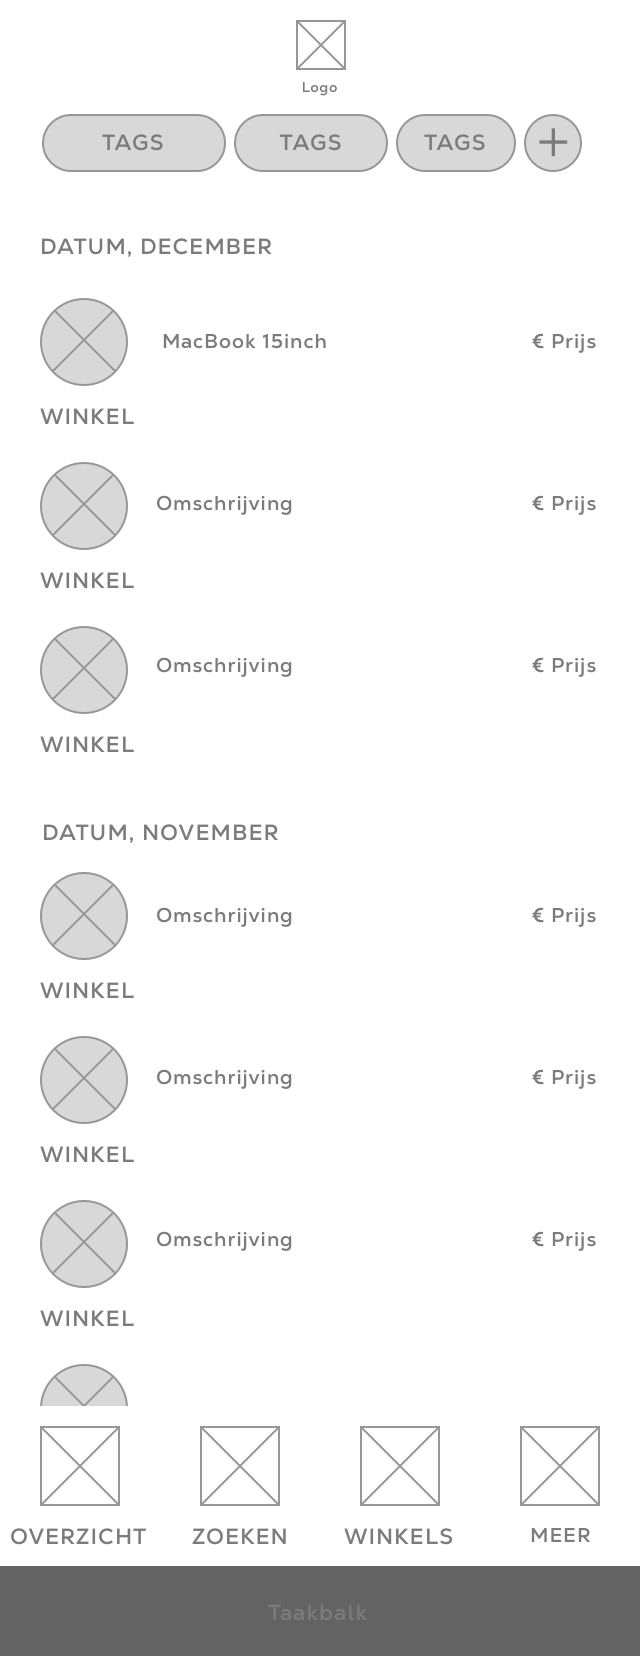 Logo
TAGS TAGS TAGS
DATUM, DECEMBER
MacBook 15inch € Prijs
WINKEL
Omschrijving € Prijs
WINKEL
Omschrijving € Prijs
WINKEL
DATUM, NOVEMBER
Omschrijving € Prijs
WINKEL
Omschrijving € Prijs
WINKEL
Omschrijving € Prijs
WINKEL
OVERZICHT ZOEKEN WINKELS MEER
Taakbalk